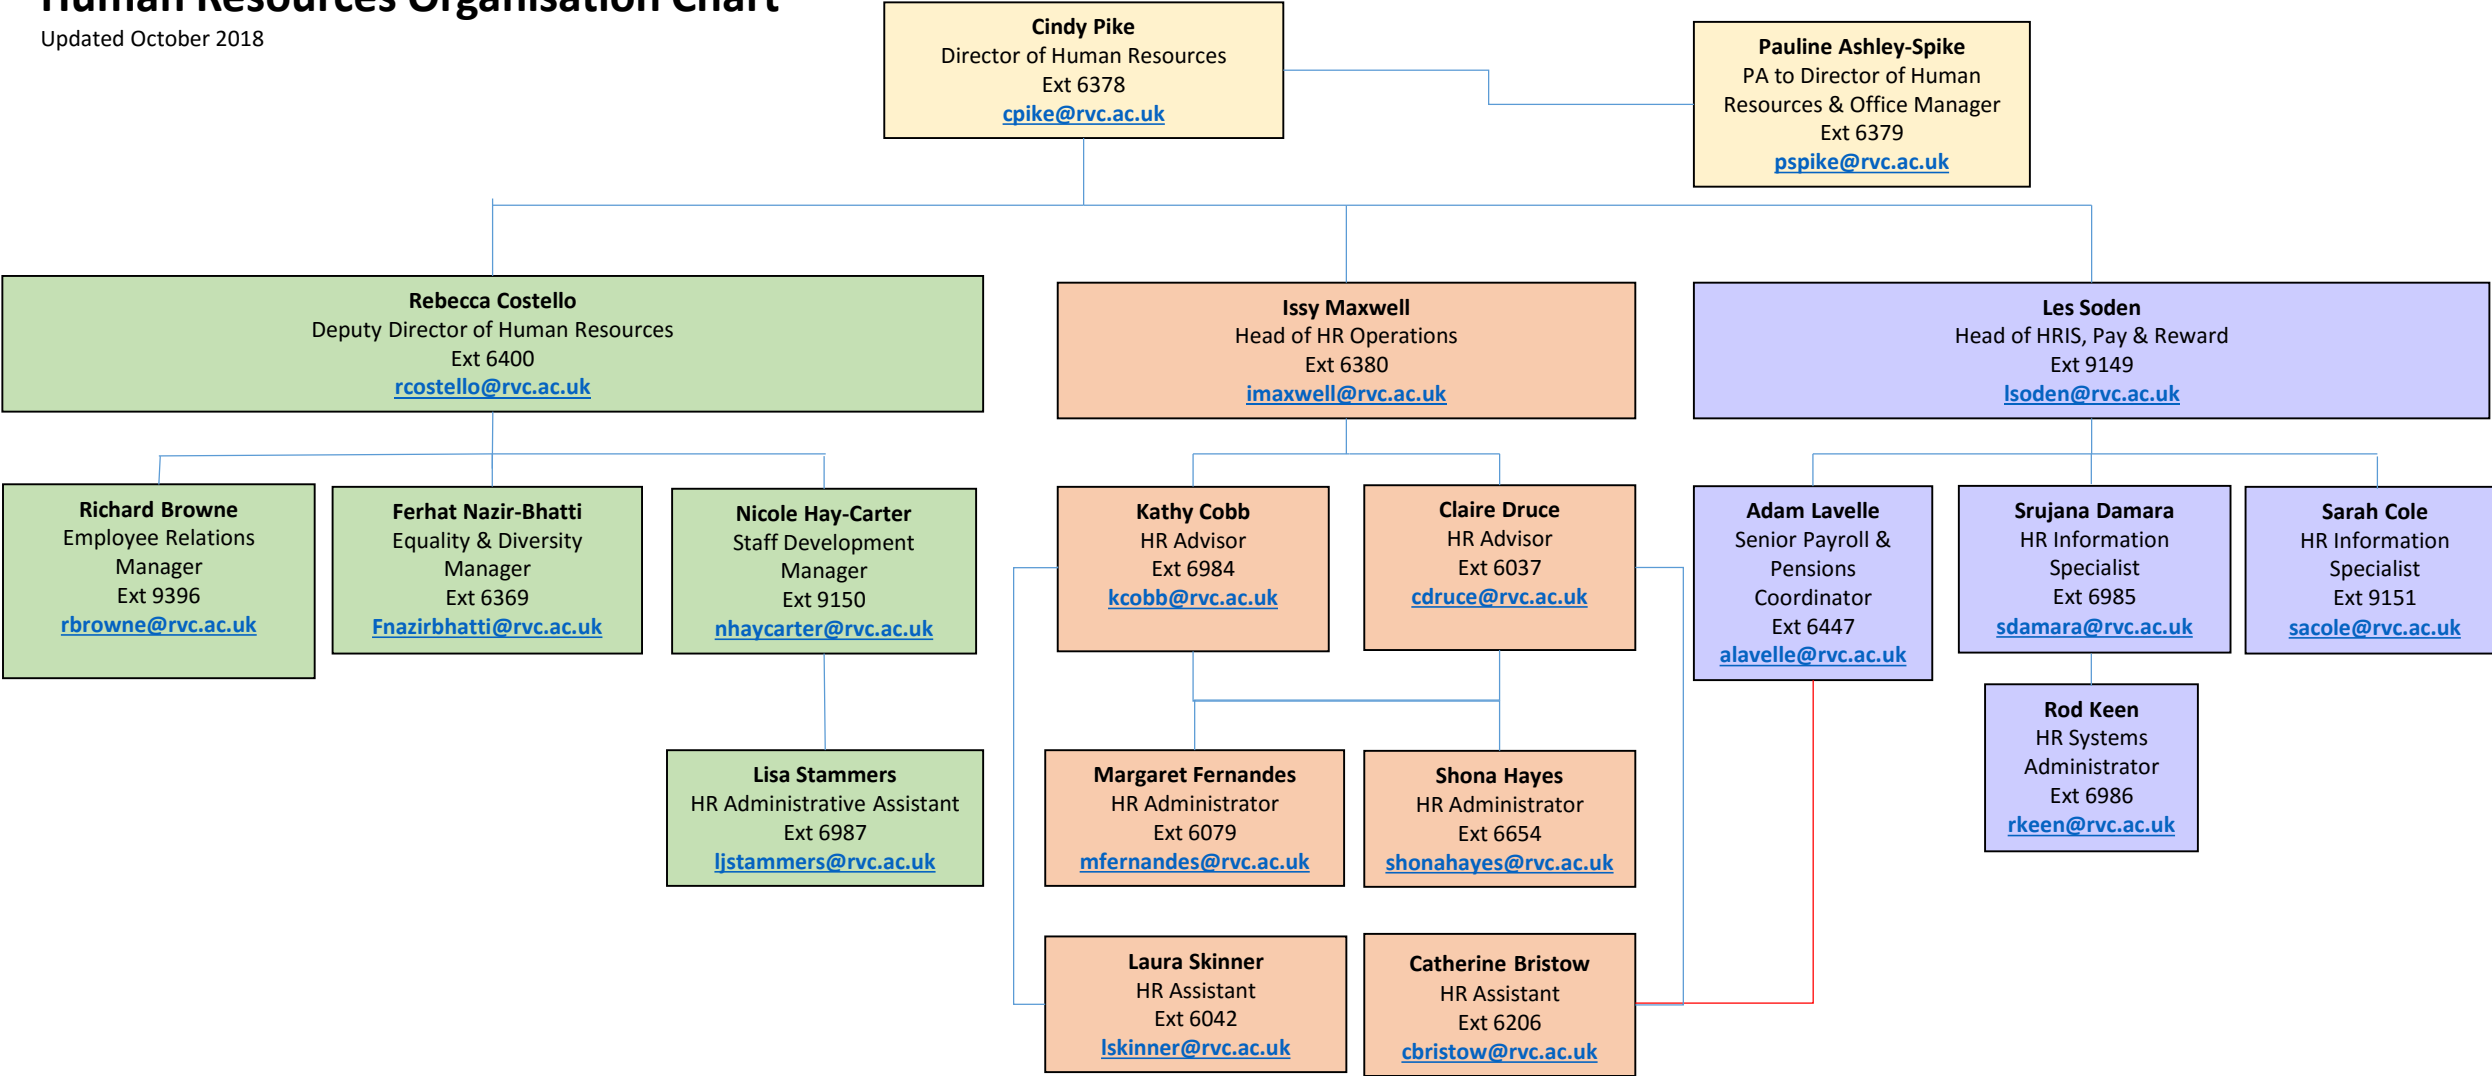 Human Resources Organisation Chart
Updated October 2018
Cindy Pike
Director of Human Resources
Ext 6378
cpike@rvc.ac.uk
Pauline Ashley-Spike
PA to Director of Human
Resources & Office Manager
Ext 6379
pspike@rvc.ac.uk
Rebecca Costello
Deputy Director of Human Resources
Ext 6400
rcostello@rvc.ac.uk
Issy Maxwell
Head of HR Operations
Ext 6380
imaxwell@rvc.ac.uk
Les Soden
Head of HRIS, Pay & Reward
Ext 9149
lsoden@rvc.ac.uk
Richard Browne
Employee Relations
Manager
Ext 9396
rbrowne@rvc.ac.uk
Ferhat Nazir-Bhatti
Equality & Diversity
Manager
Ext 6369
Fnazirbhatti@rvc.ac.uk
Nicole Hay-Carter
Staff Development
Manager
Ext 9150
nhaycarter@rvc.ac.uk
Kathy Cobb
HR Advisor
Ext 6984
kcobb@rvc.ac.uk
Claire Druce
HR Advisor
Ext 6037
cdruce@rvc.ac.uk
Adam Lavelle
Senior Payroll &
Pensions
Coordinator
Ext 6447
alavelle@rvc.ac.uk
Srujana Damara
HR Information
Specialist
Ext 6985
sdamara@rvc.ac.uk
Sarah Cole
HR Information
Specialist
Ext 9151
sacole@rvc.ac.uk
Rod Keen
HR Systems
Administrator
Ext 6986
rkeen@rvc.ac.uk
Lisa Stammers
HR Administrative Assistant
Ext 6987
ljstammers@rvc.ac.uk
Margaret Fernandes
HR Administrator
Ext 6079
mfernandes@rvc.ac.uk
Shona Hayes
HR Administrator
Ext 6654
shonahayes@rvc.ac.uk
Laura Skinner
HR Assistant
Ext 6042
lskinner@rvc.ac.uk
Catherine Bristow
HR Assistant
Ext 6206
cbristow@rvc.ac.uk